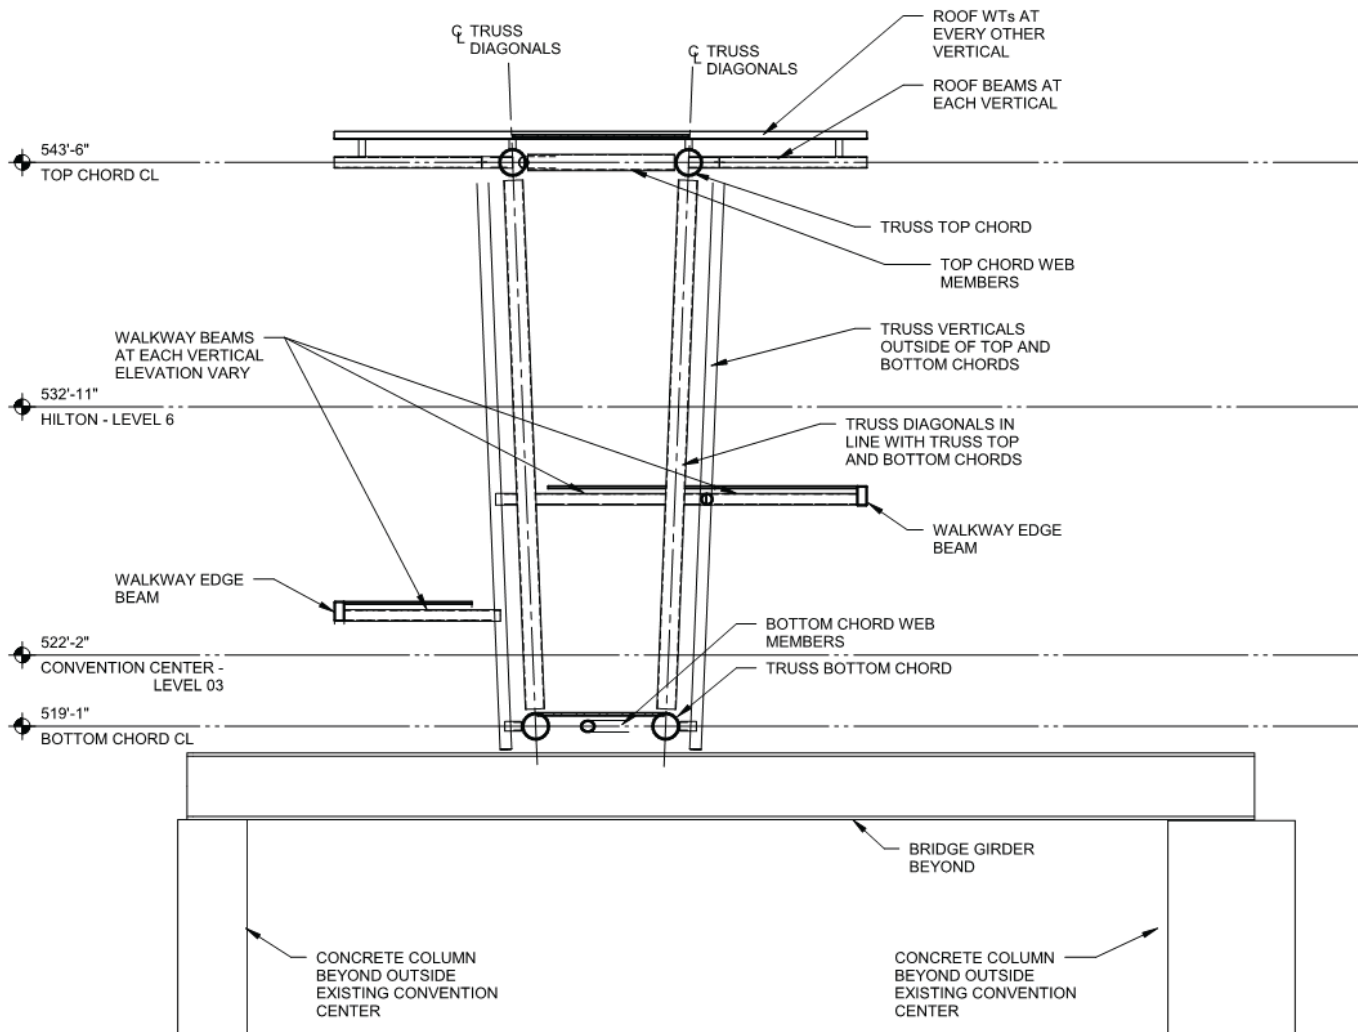 ROOF WTs AT
EVERY OTHER
VERTICAL
℄ TRUSS
DIAGONALS
℄ TRUSS
DIAGONALS
ROOF BEAMS AT
EACH VERTICAL
543'-6"
TOP CHORD CL
TRUSS TOP CHORD
TOP CHORD WEB
MEMBERS
WALKWAY BEAMS
AT EACH VERTICAL
ELEVATION VARY
TRUSS VERTICALS
OUTSIDE OF TOP AND
BOTTOM CHORDS
532'-11"
HILTON - LEVEL 6
TRUSS DIAGONALS IN
LINE WITH TRUSS TOP
AND BOTTOM CHORDS
WALKWAY EDGE
BEAM
WALKWAY EDGE
BEAM
BOTTOM CHORD WEB
MEMBERS
522'-2"
CONVENTION CENTER -
LEVEL 03
TRUSS BOTTOM CHORD
519'-1"
BOTTOM CHORD CL
BRIDGE GIRDER
BEYOND
CONCRETE COLUMN
BEYOND OUTSIDE
EXISTING CONVENTION
CENTER
CONCRETE COLUMN
BEYOND OUTSIDE
EXISTING CONVENTION
CENTER